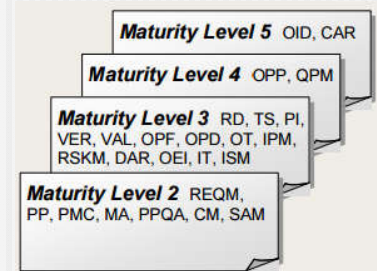 Maturity Level 5 OID, CAR
Maturity Level 4 OPP, QPM
Maturity Level 3 RD, TS, PI,
VER, VAL, OPF, OPD, OT, IPM,
RSKM, DAR, OEI, IT, ISM
Maturity Level 2 REQM,
PP, PMC, MA, PPQA, CM, SAM